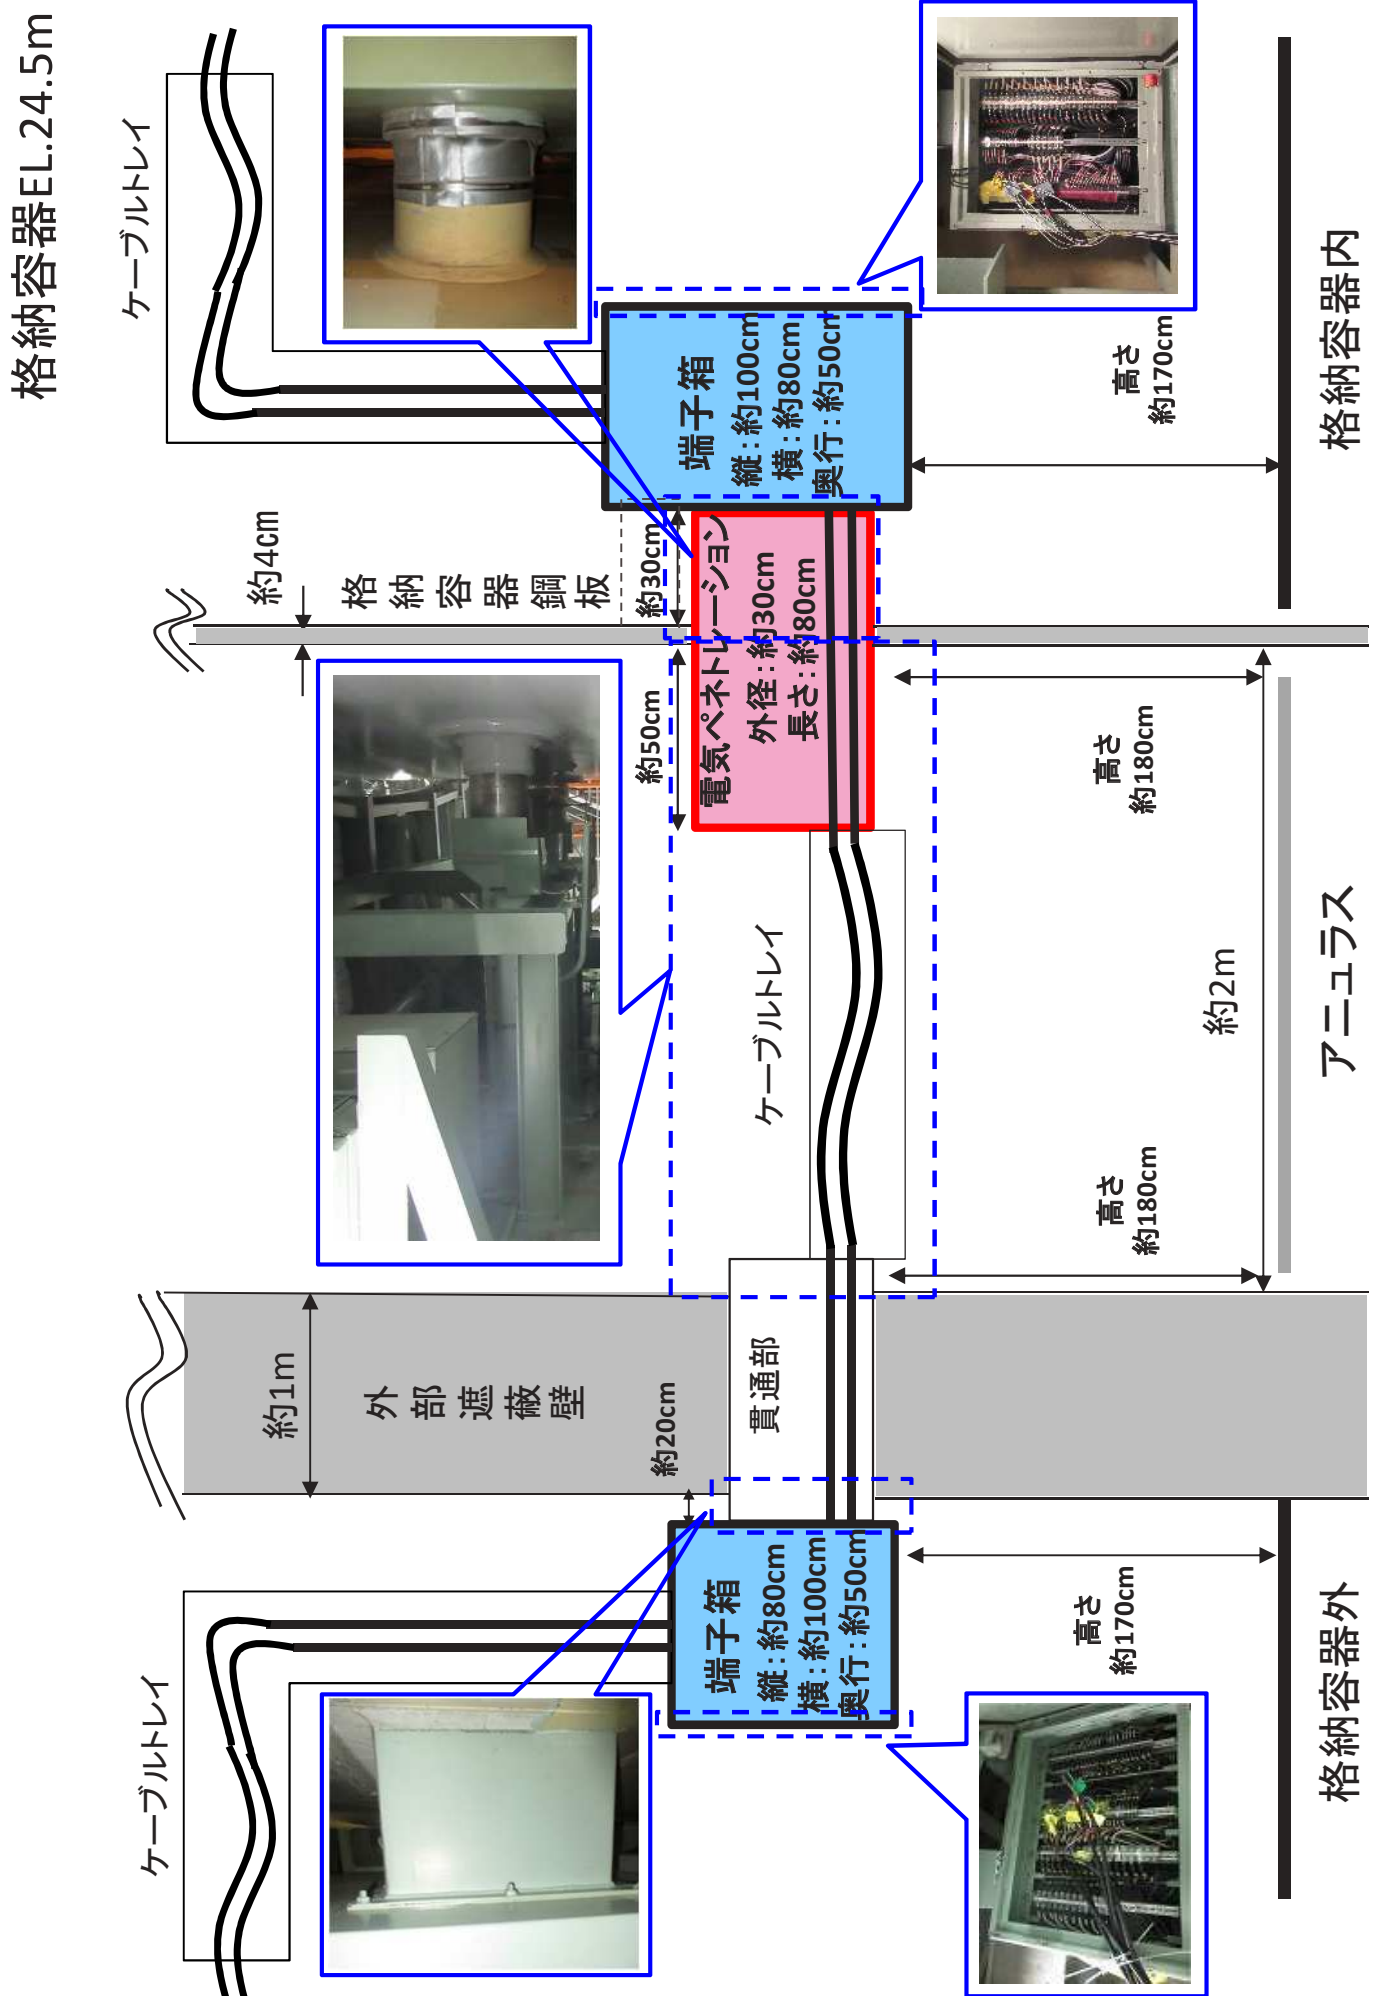 格納容器EL.24.5m
ケーブルトレイ
ケーブルトレイ
約1m
外部遮蔽壁
約20cm
貫通部
端子箱
縦：約80cm
横：約100cm
奥行：約50cm
高さ
約170cm
格納容器外
ケーブルトレイ
高さ
約180cm
約2m
高さ
約180cm
アニュラス
約4cm
格納容器鋼板
約50cm
約30cm
電気ペネトレーション
外径：約30cm
長さ：約80cm
端子箱
縦：約100cm
横：約80cm
奥行：約50cm
高さ
約170cm
格納容器内